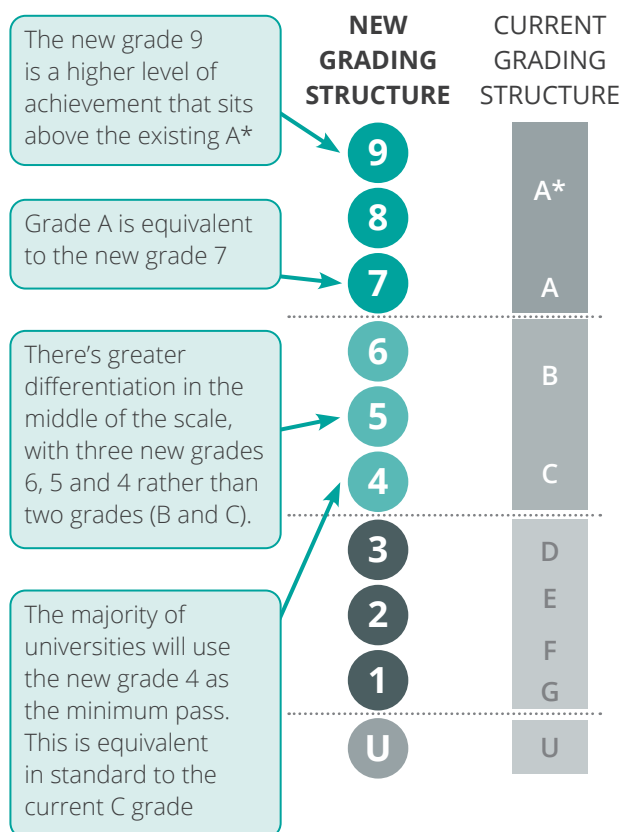 NEW
GRADING
STRUCTURE
CURRENT
GRADING
STRUCTURE
The new grade 9
is a higher level of
achievement that sits
above the existing A*
Grade A is equivalent
to the new grade 7
There’s greater
differentiation in the
middle of the scale,
with three new grades
6, 5 and 4 rather than
two grades (B and C).
The majority of
universities will use
the new grade 4 as
the minimum pass.
This is equivalent
in standard to the
current C grade
9
8
7
6
5
4
3
2
1
U
A*
A
B
C
D
E
F
G
U